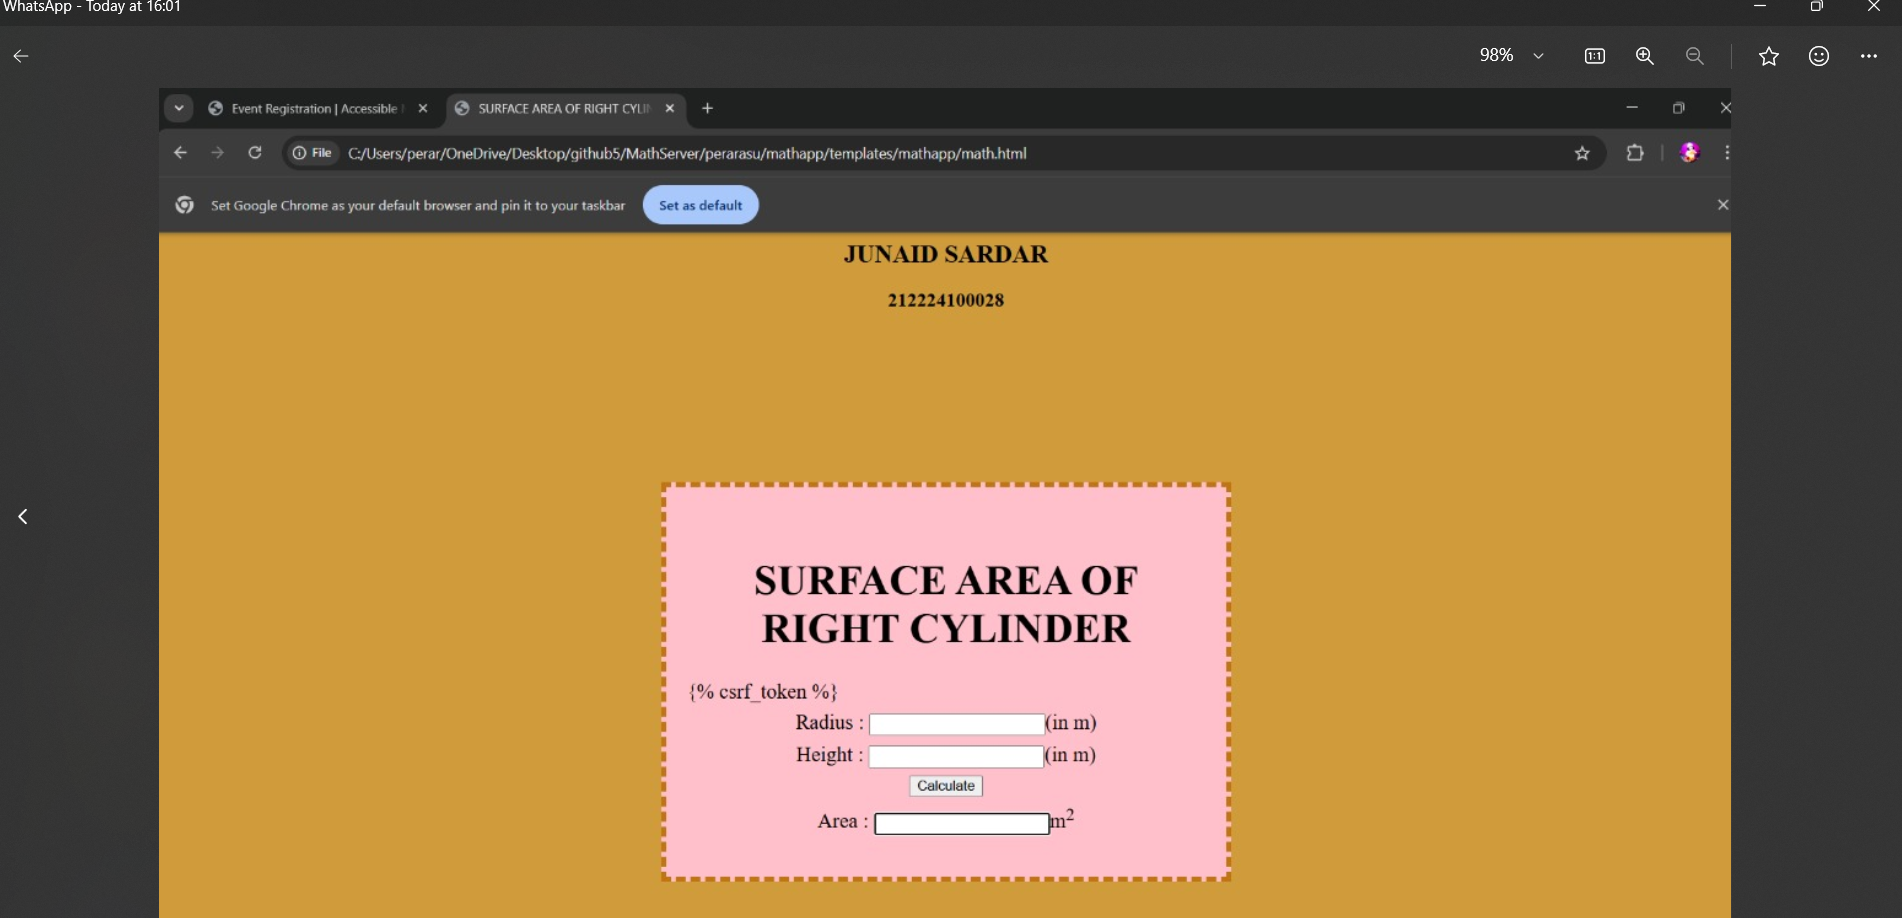 WhatsApp - Today at 16:01
98%
1:1
Event Registration | Accessible
SURFACE AREA OF RIGHT CYLI
File
C:/Users/perar/OneDrive/Desktop/github5/MathServer/perarasu/mathapp/templates/mathapp/math.html
Set Google Chrome as your default browser and pin it to your taskbar
Set as default
JUNAID SARDAR
212224100028
SURFACE AREA OF
RIGHT CYLINDER
{% csrf_token %}
Radius : (in m)
Height : (in m)
Calculate
Area : m²